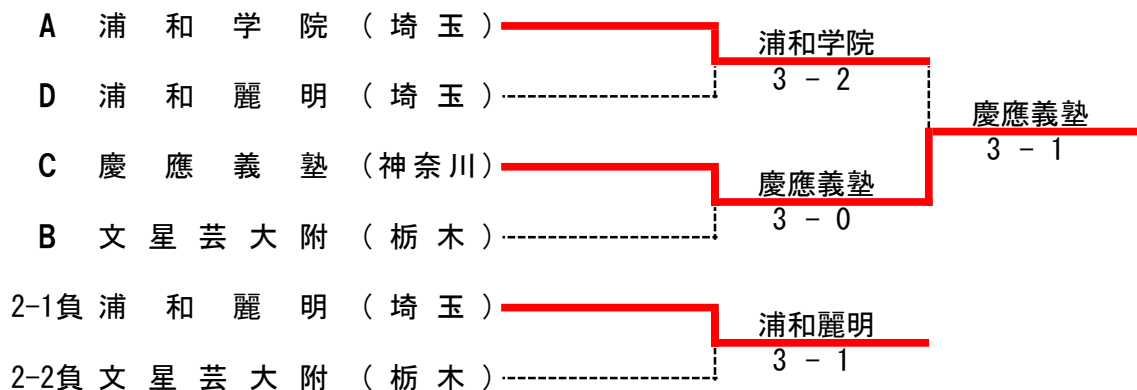 A 浦和学院(埼玉)
浦和学院
3 - 2
D 浦和麗明(埼玉)
慶應義塾
3 - 1
C 慶應義塾(神奈川)
慶應義塾
3 - 0
B 文星芸大附(栃木)
2-1負 浦和麗明(埼玉)
浦和麗明
3 - 1
2-2負 文星芸大附(栃木)